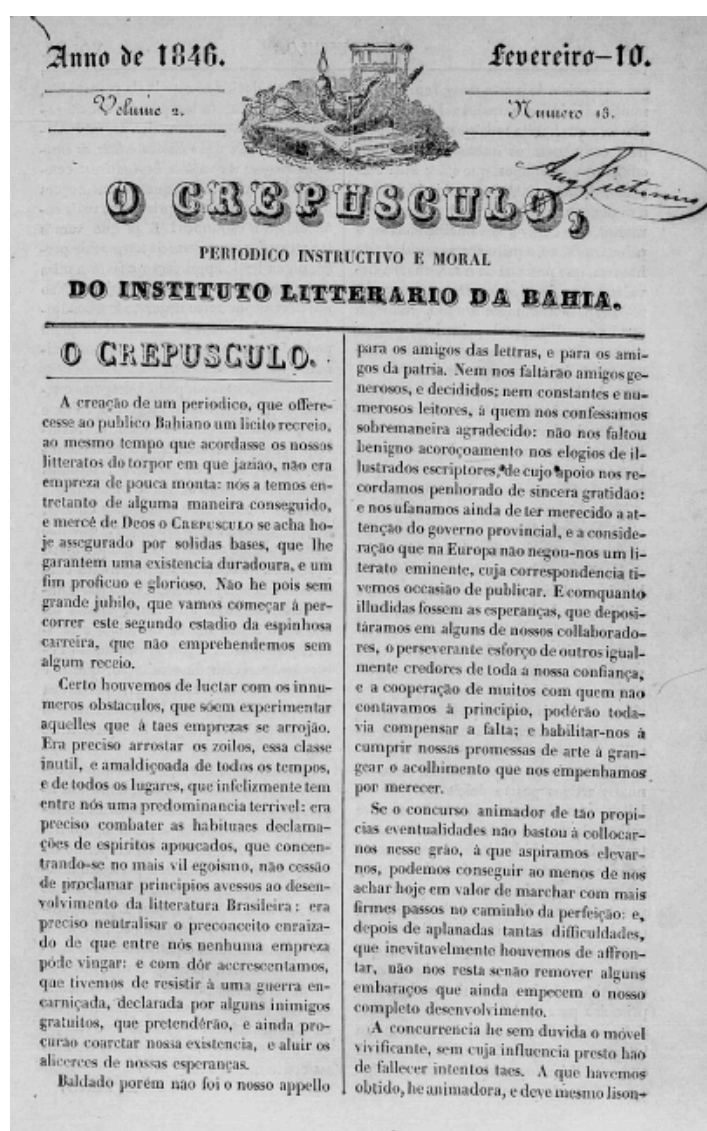 Anno de 1846.
Fevereiro—10.
Volume 2.
Numero 13.
O CREPUSCULO,
PERIODICO INSTRUCTIVO E MORAL
DO INSTITUTO LITTERARIO DA BAHIA.
O CREPUSCULO.
A creação de um periodico, que offere-
cesse ao publico Bahiano um licito recreio,
ao mesmo tempo que acordasse os nossos
litteratos do torpor em que jazião, não era
empreza de pouca monta: nós a temos en-
tretanto de alguma maneira conseguido,
e mercê de Deos o CREPUSCULO se acha ho-
je assegurado por solidas bases, que lhe
garantem uma existencia duradoura, e um
fim proficuo e glorioso. Não he pois sem
grande jubilo, que vamos começar á per-
correr este segundo estadio da espinhosa
carreira, que não emprehendemos sem
algum receio.
Certo houvemos de luctar com os innu-
meros obstaculos, que sóem experimentar
aquelles que á taes emprezas se arrojão.
Era preciso arrostar os zoilos, essa classe
inutil, e amaldiçoada de todos os tempos,
e de todos os lugares, que infelizmente tem
entre nós uma predominancia terrivel: era
preciso combater as habituaes declama-
ções de espiritos apoucados, que concen-
trando-se no mais vil egoismo, não cessão
de proclamar principios avessos ao desen-
volvimento da litteratura Brasileira: era
preciso neutralisar o preconceito enraiza-
do de que entre nós nenhuma empreza
póde vingar: e com dôr accrescentamos,
que tivemos de resistir á uma guerra en-
carniçada, declarada por alguns inimigos
gratuitos, que pretendêrão, e ainda pro-
curão coarctar nossa existencia, e aluir os
alicerces de nossas esperanças.
Baldado porém não foi o nosso appello
para os amigos das lettras, e para os ami-
gos da patria. Nem nos faltárão amigos ge-
nerosos, e decididos; nem constantes e nu-
merosos leitores, á quem nos confessamos
sobremaneira agradecido: não nos faltou
benigno acoroçoamento nos elogios de il-
lustrados escriptores, de cujo apoio nos re-
cordamos penhorado de sincera gratidão:
e nos ufanamos ainda de ter merecido a at-
tenção do governo provincial, e a conside-
ração que na Europa não negou-nos um li-
terato eminente, cuja correspondencia ti-
vemos occasião de publicar. E comquanto
illudidas fossem as esperanças, que deposi-
táramos em alguns de nossos collaborado-
res, o perseverante esforço de outros igual-
mente credores de toda a nossa confiança,
e a cooperação de muitos com quem não
contavamos á principio, podérão toda-
via compensar a falta; e habilitar-nos á
cumprir nossas promessas de arte á gran-
gear o acolhimento que nos empenhamos
por merecer.
Se o concurso animador de tão propi-
cias eventualidades não bastou á collocar-
nos nesse gráo, á que aspiramos elevar-
nos, podemos conseguir ao menos de nos
achar hoje em valor de marchar com mais
firmes passos no caminho da perfeição: e,
depois de aplanadas tantas difficuldades,
que inevitavelmente houvemos de affron-
tar, não nos resta senão remover alguns
embaraços que ainda empecem o nosso
completo desenvolvimento.
A concurrencia he sem duvida o móvel
vivificante, sem cuja influencia presto hão
de fallecer intentos taes. A que havemos
obtido, he animadora, e deve mesmo lison-